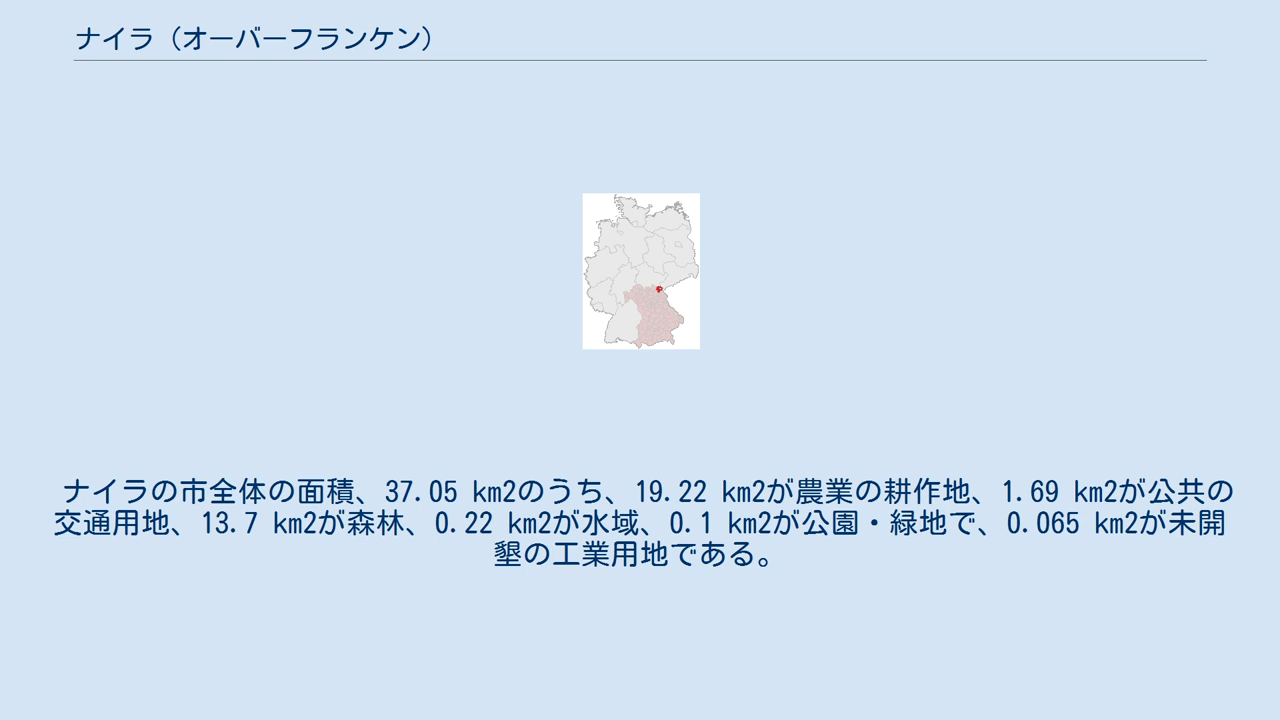 ナイラ（オーバーフランケン）
ナイラの市全体の面積、37.05 km2のうち、19.22 km2が農業の耕作地、1.69 km2が公共の
交通用地、13.7 km2が森林、0.22 km2が水域、0.1 km2が公園・緑地で、0.065 km2が未開
墾の工業用地である。